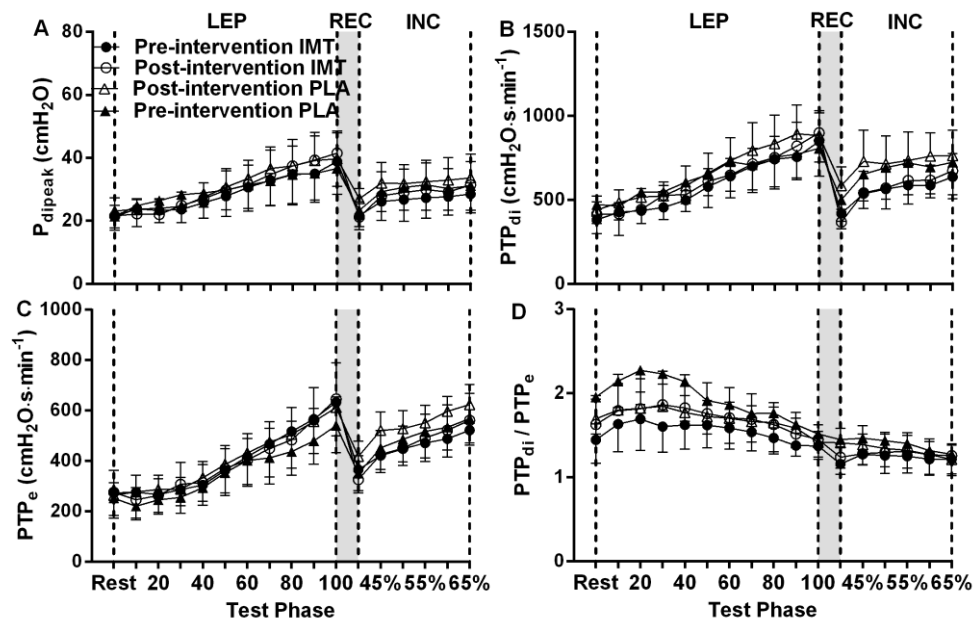 LEP REC INC
A
80
60
40
20
0
P dipeak (cmH2O)
Pre-intervention IMT
Post-intervention IMT
Post-intervention PLA
Pre-intervention PLA
LEP REC INC
B
1500
1000
500
0
PTPdi (cmH2O·s·min-1)
C
1000
800
600
400
200
0
PTPe (cmH2O·s·min-1)
Rest 20 40 60 80 100 45% 55% 65%
Test Phase
D
3
2
1
0
PTPdi / PTPe
Rest 20 40 60 80 100 45% 55% 65%
Test Phase